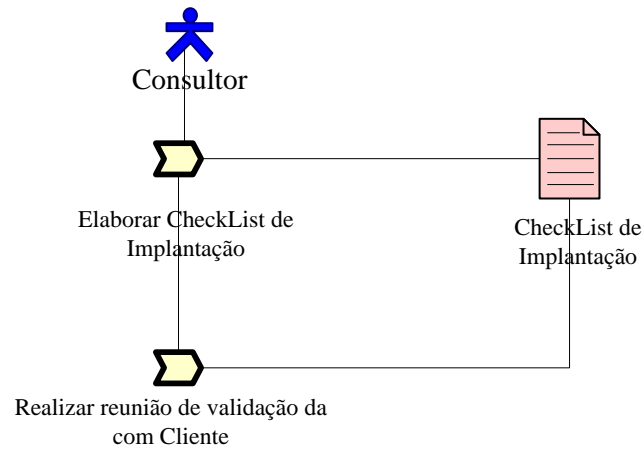 Consultor
Elaborar CheckList de
Implantação
CheckList de
Implantação
Realizar reunião de validação da
com Cliente